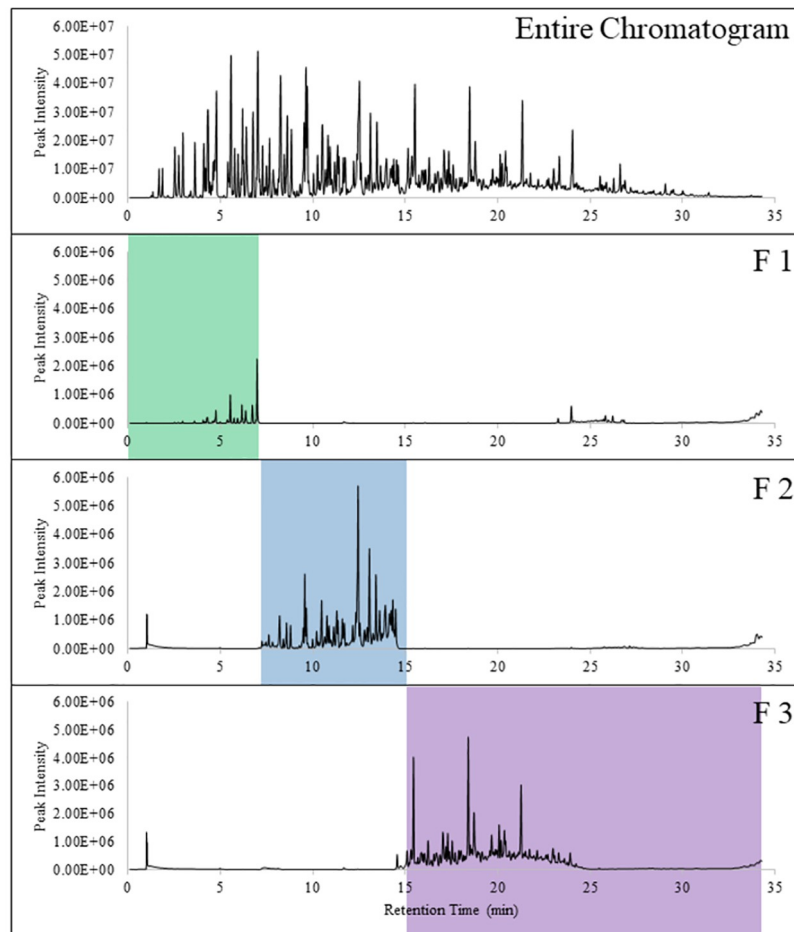 Entire Chromatogram
Peak Intensity
6.00E+07
5.00E+07
4.00E+07
3.00E+07
2.00E+07
1.00E+07
0.00E+00
0 5 10 15 20 25 30 35
F 1
Peak Intensity
6.00E+06
5.00E+06
4.00E+06
3.00E+06
2.00E+06
1.00E+06
0.00E+00
0 5 10 15 20 25 30 35
F 2
Peak Intensity
6.00E+06
5.00E+06
4.00E+06
3.00E+06
2.00E+06
1.00E+06
0.00E+00
0 5 10 15 20 25 30 35
F 3
Peak Intensity
6.00E+06
5.00E+06
4.00E+06
3.00E+06
2.00E+06
1.00E+06
0.00E+00
0 5 10 15 20 25 30 35
Retention Time (min)